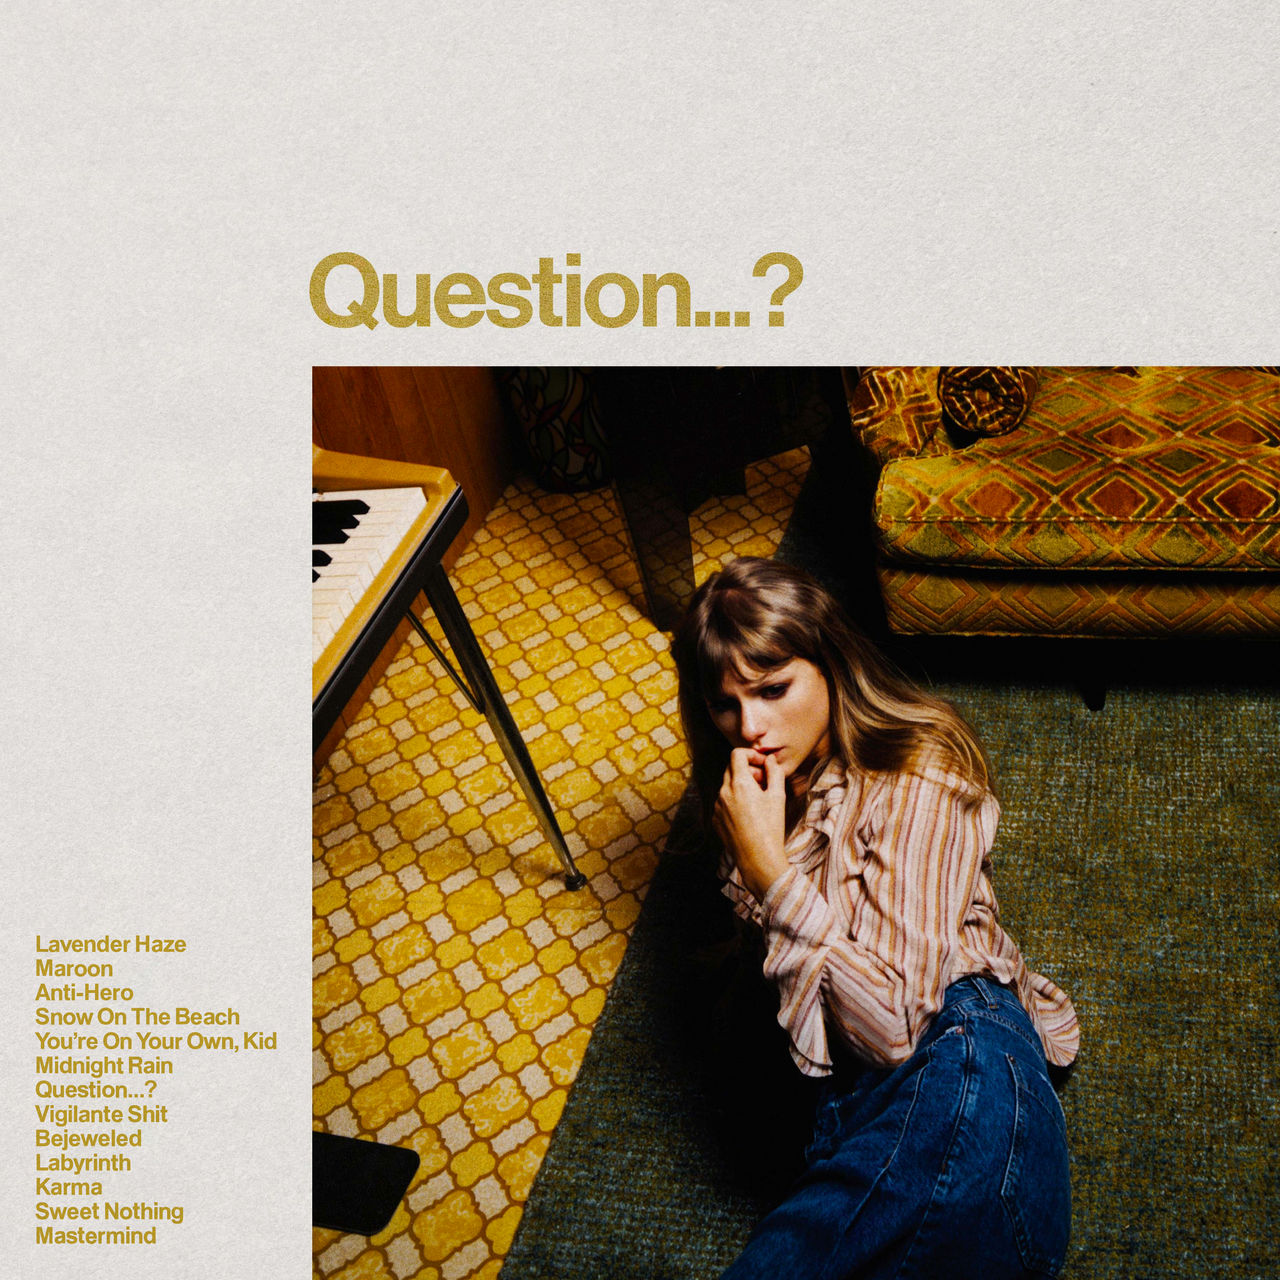 Question...?
Lavender Haze
Maroon
Anti-Hero
Snow On The Beach
You’re On Your Own, Kid
Midnight Rain
Question...?
Vigilante Shit
Bejeweled
Labyrinth
Karma
Sweet Nothing
Mastermind